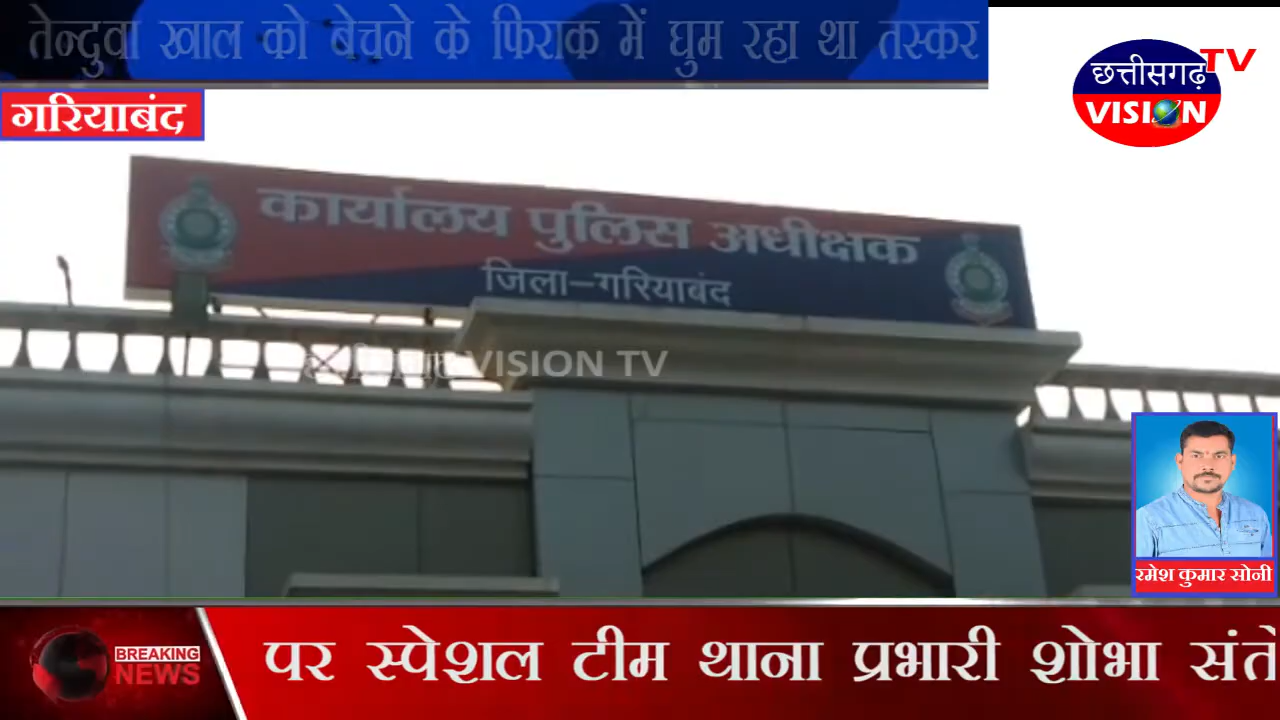 तेन्दुवा खाल को बेचने के फिराक में घुम रहा था तस्कर
छत्तीसगढ़ TV
VISION
गरियाबंद
कार्यालय पुलिस अधीक्षक
जिला-गरियाबंद
VISION TV
रमेश कुमार सोनी
BREAKING
NEWS
पर स्पेशल टीम थाना प्रभारी शोभा संते